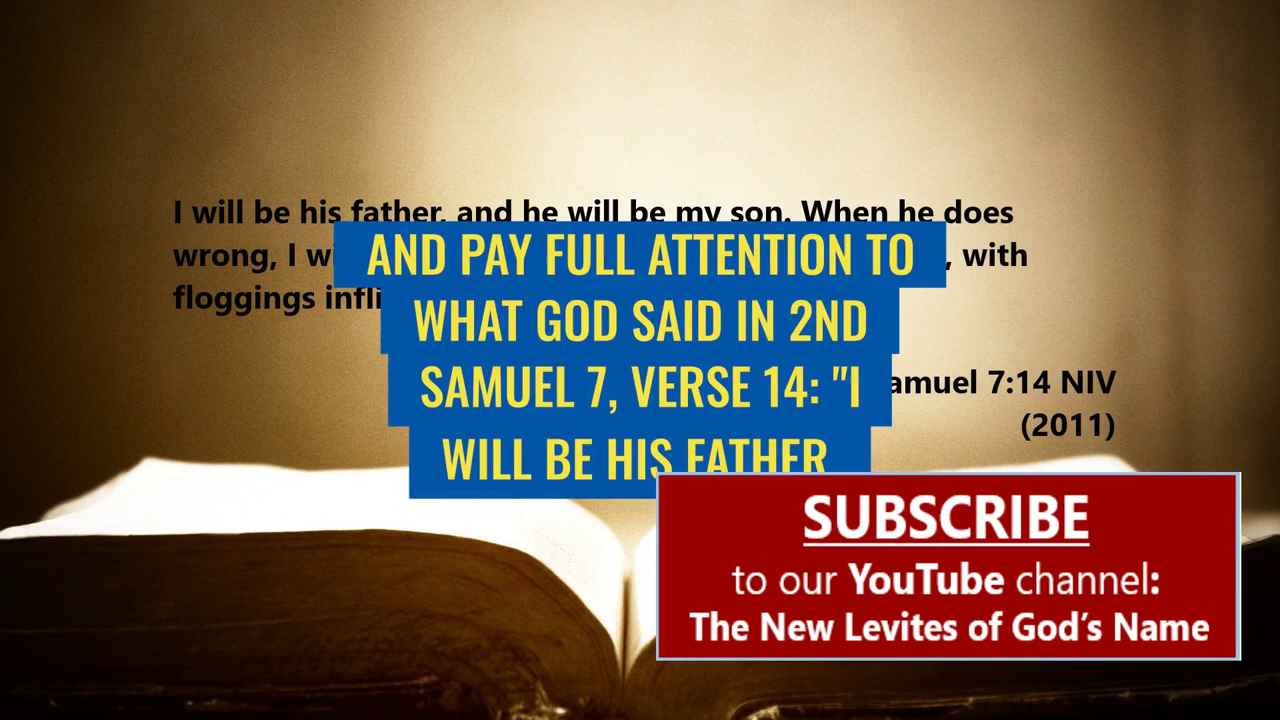 I will be his father, and he will be my son. When he does
wrong, I , with
floggings
AND PAY FULL ATTENTION TO
WHAT GOD SAID IN 2ND
SAMUEL 7, VERSE 14: "I
WILL BE HIS FATHER
7:14 NIV
(2011)
SUBSCRIBE
to our YouTube channel:
The New Levites of God's Name